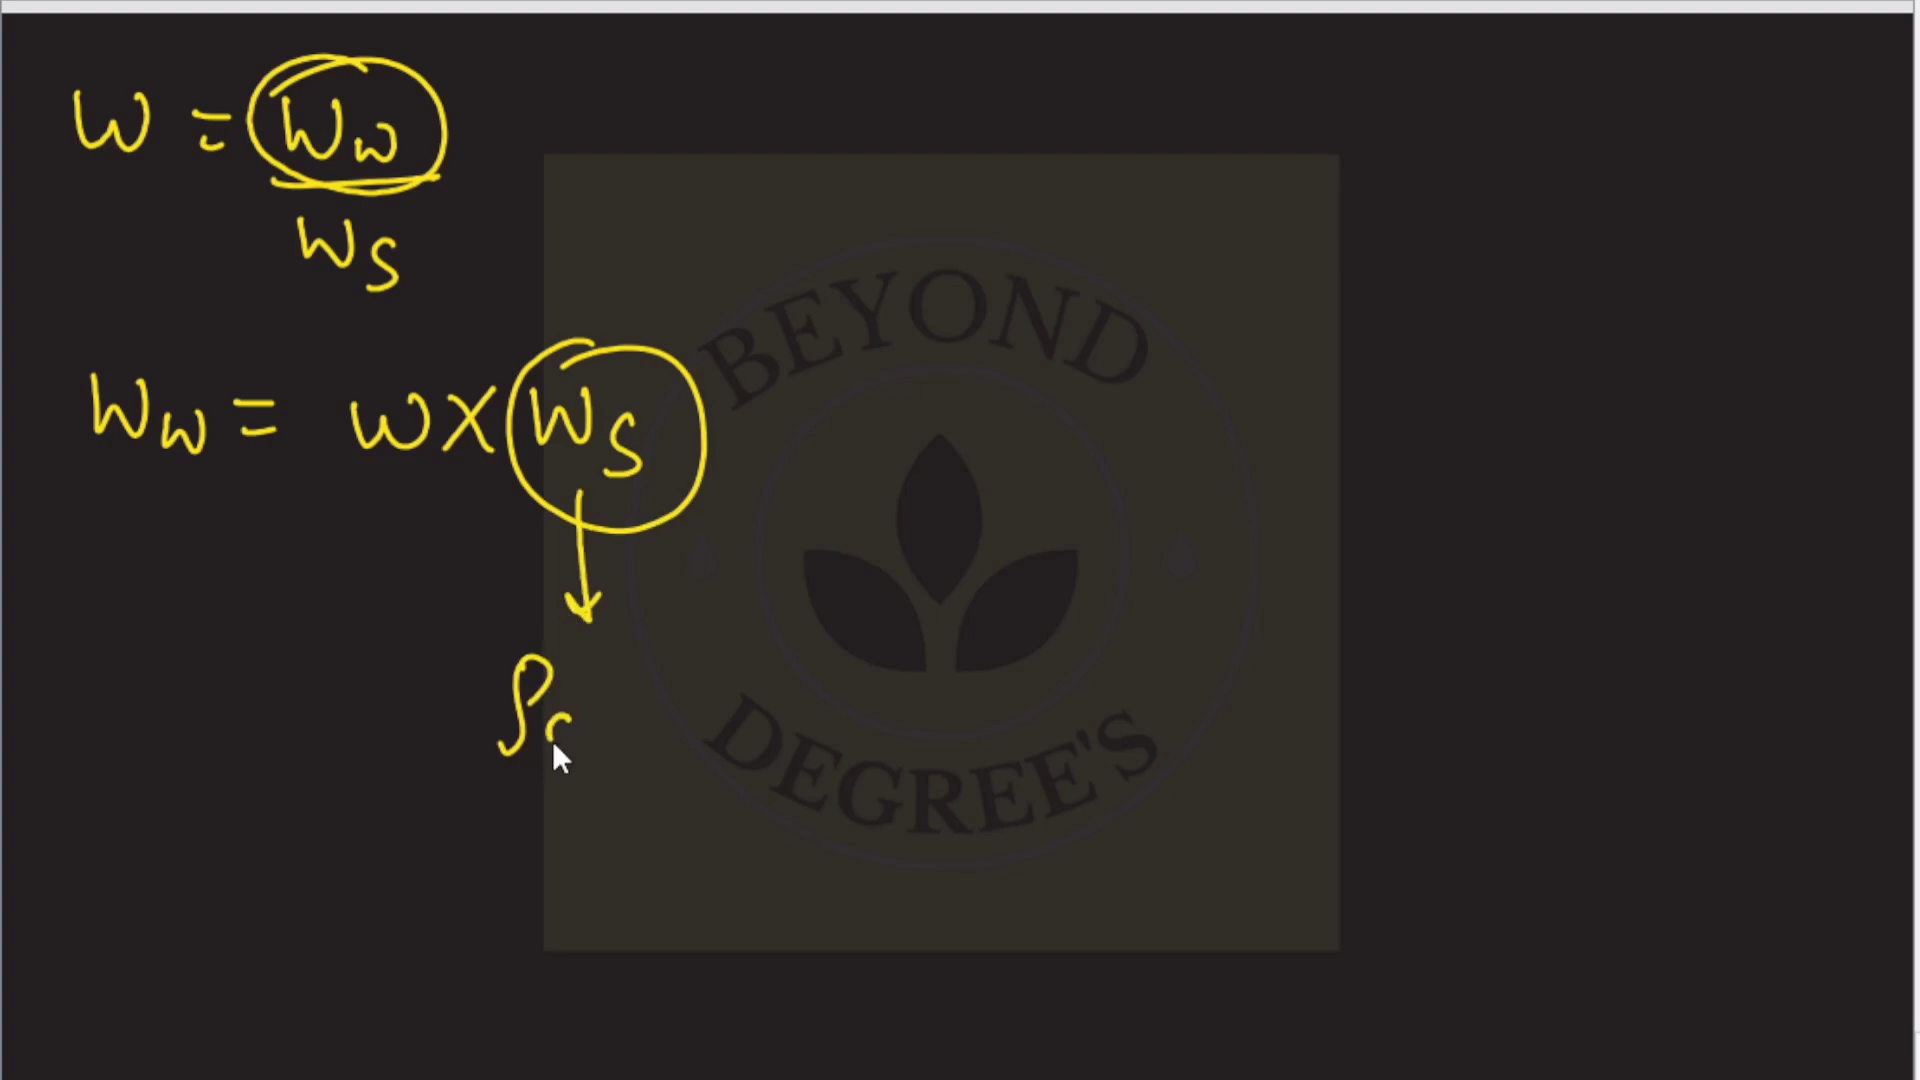 w = Ww
Ws
Ww = w × Ws
BEYOND
DEGREE'S